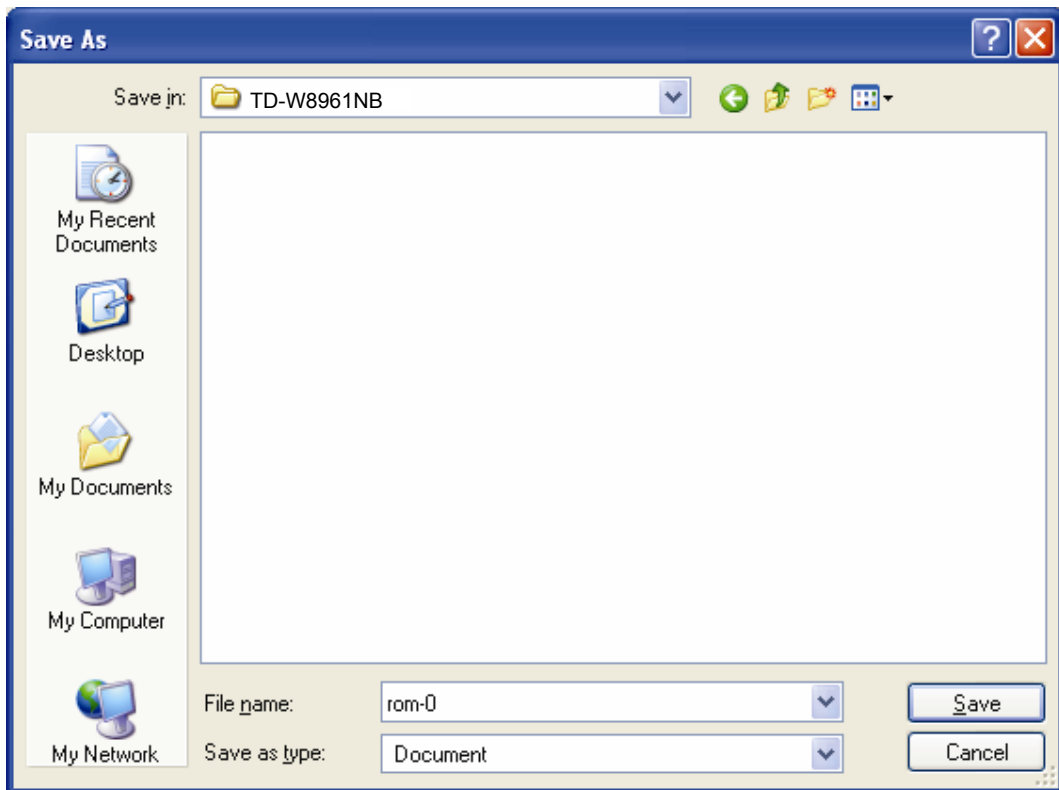 Save As
?
Save in: TD-W8961NB
My Recent
Documents
Desktop
My Documents
My Computer
My Network
File name: rom-0
Save
Save as type: Document
Cancel